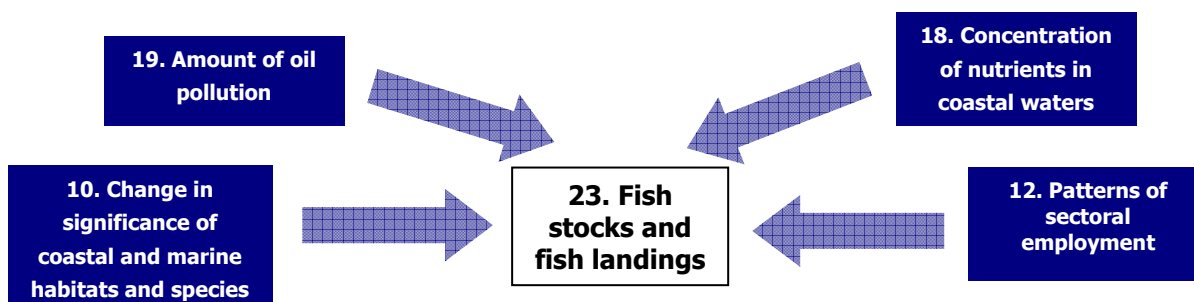 19. Amount of oil
pollution
18. Concentration
of nutrients in
coastal waters
10. Change in
significance of
coastal and marine
habitats and species
23. Fish
stocks and
fish landings
12. Patterns of
sectoral
employment